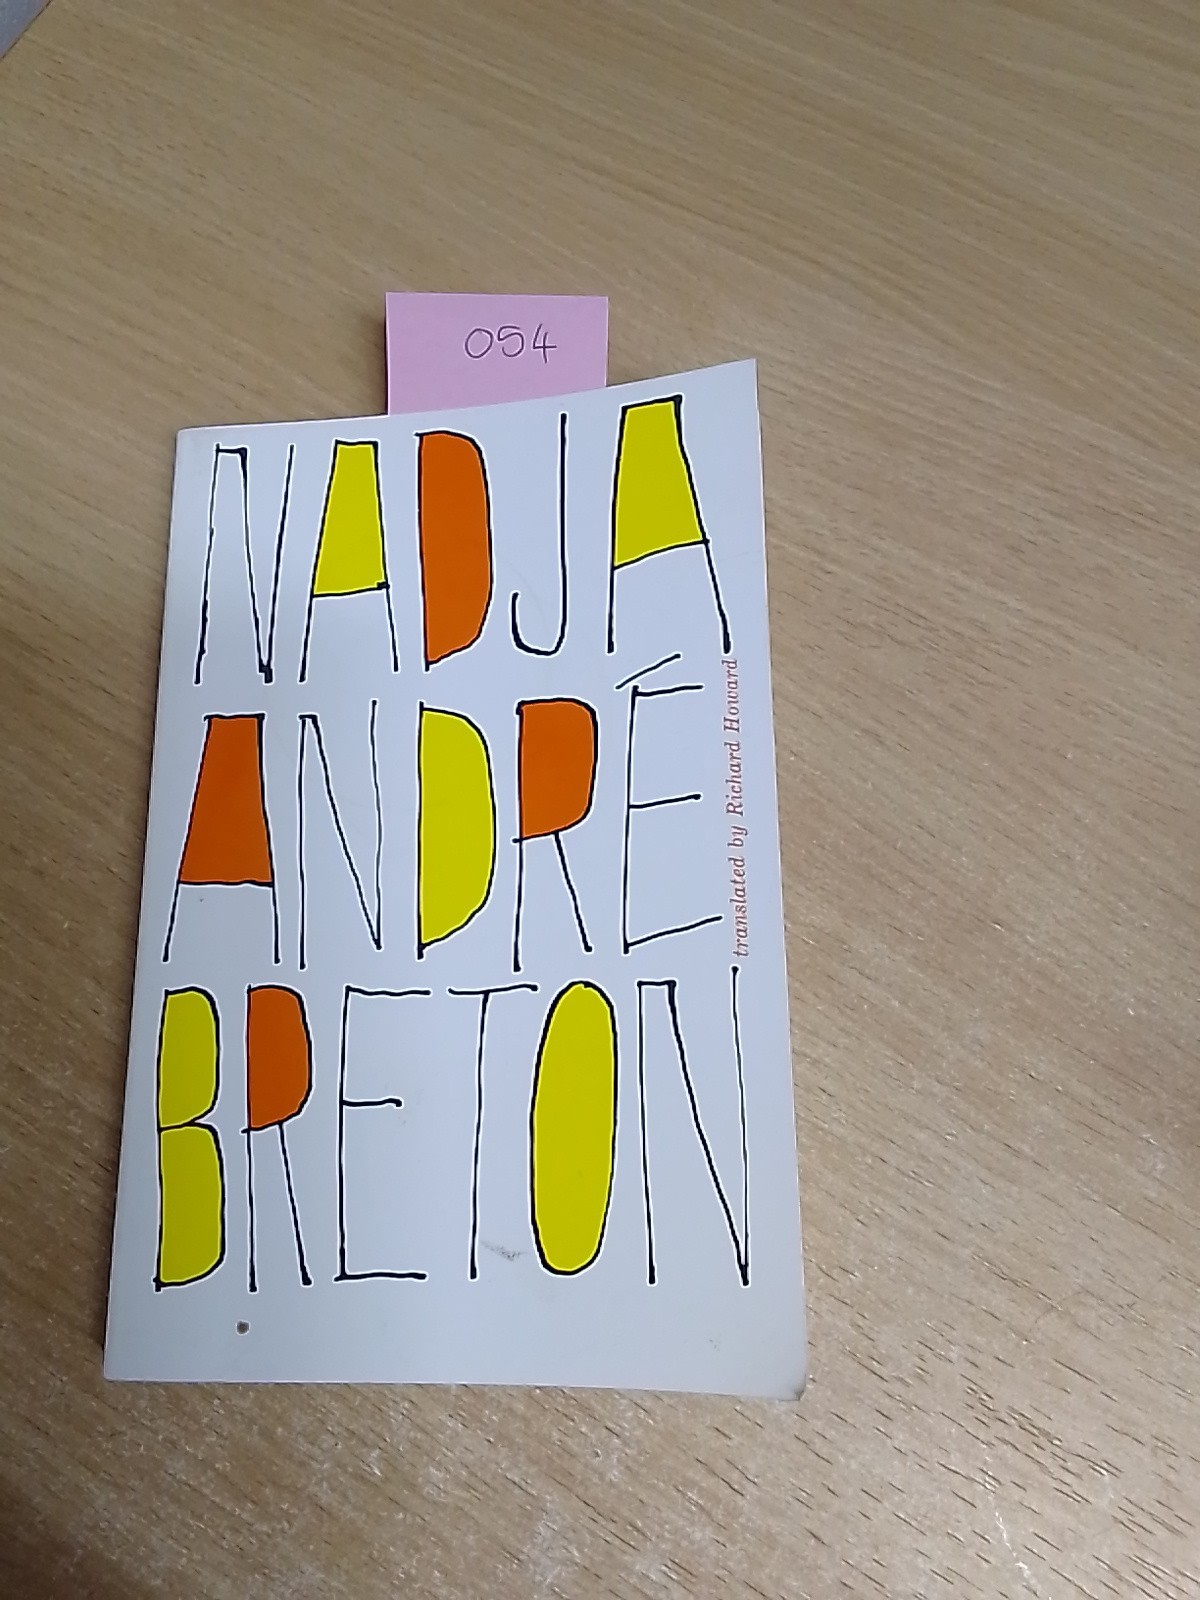 054
NADJA
ANDRÉ
BRETON
translated by Richard Howard